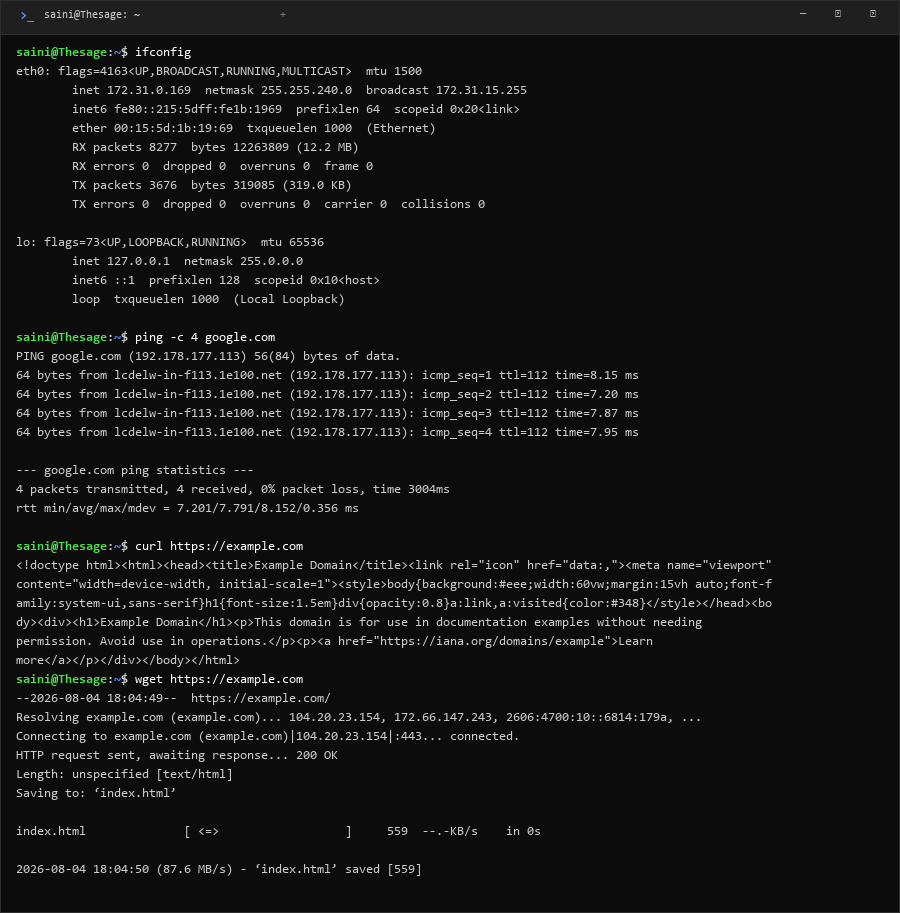 saini@Thesage: ~
saini@Thesage:~$ ifconfig
eth0: flags=4163<UP,BROADCAST,RUNNING,MULTICAST>  mtu 1500
        inet 172.31.0.169  netmask 255.255.240.0  broadcast 172.31.15.255
        inet6 fe80::215:5dff:fe1b:1969  prefixlen 64  scopeid 0x20<link>
        ether 00:15:5d:1b:19:69  txqueuelen 1000  (Ethernet)
        RX packets 8277  bytes 12263809 (12.2 MB)
        RX errors 0  dropped 0  overruns 0  frame 0
        TX packets 3676  bytes 319085 (319.0 KB)
        TX errors 0  dropped 0  overruns 0  carrier 0  collisions 0

lo: flags=73<UP,LOOPBACK,RUNNING>  mtu 65536
        inet 127.0.0.1  netmask 255.0.0.0
        inet6 ::1  prefixlen 128  scopeid 0x10<host>
        loop  txqueuelen 1000  (Local Loopback)

saini@Thesage:~$ ping -c 4 google.com
PING google.com (192.178.177.113) 56(84) bytes of data.
64 bytes from lcdelw-in-f113.1e100.net (192.178.177.113): icmp_seq=1 ttl=112 time=8.15 ms
64 bytes from lcdelw-in-f113.1e100.net (192.178.177.113): icmp_seq=2 ttl=112 time=7.20 ms
64 bytes from lcdelw-in-f113.1e100.net (192.178.177.113): icmp_seq=3 ttl=112 time=7.87 ms
64 bytes from lcdelw-in-f113.1e100.net (192.178.177.113): icmp_seq=4 ttl=112 time=7.95 ms

--- google.com ping statistics ---
4 packets transmitted, 4 received, 0% packet loss, time 3004ms
rtt min/avg/max/mdev = 7.201/7.791/8.152/0.356 ms

saini@Thesage:~$ curl https://example.com
<!doctype html><html><head><title>Example Domain</title><link rel="icon" href="data:,"><meta name="viewport"
content="width=device-width, initial-scale=1"><style>body{background:#eee;width:60vw;margin:15vh auto;font-f
amily:system-ui,sans-serif}h1{font-size:1.5em}div{opacity:0.8}a:link,a:visited{color:#348}</style></head><bo
dy><div><h1>Example Domain</h1><p>This domain is for use in documentation examples without needing
permission. Avoid use in operations.</p><p><a href="https://iana.org/domains/example">Learn
more</a></p></div></body></html>
saini@Thesage:~$ wget https://example.com
--2026-08-04 18:04:49--  https://example.com/
Resolving example.com (example.com)... 104.20.23.154, 172.66.147.243, 2606:4700:10::6814:179a, ...
Connecting to example.com (example.com)|104.20.23.154|:443... connected.
HTTP request sent, awaiting response... 200 OK
Length: unspecified [text/html]
Saving to: ‘index.html’

index.html              [ <=>                  ]     559  --.-KB/s    in 0s

2026-08-04 18:04:50 (87.6 MB/s) - ‘index.html’ saved [559]